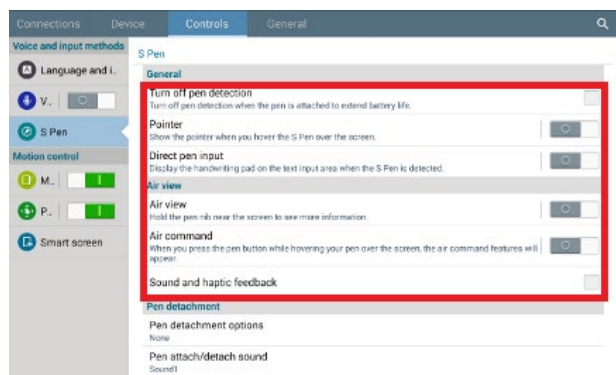 Connections Device Controls General
Voice and input methods
Language and i..
V..
S Pen
Motion control
M..
P..
Smart screen
S Pen
General
Turn off pen detection
Turn off pen detection when the pen is attached to extend battery life.
Pointer
Show the pointer when you hover the S Pen over the screen.
Direct pen input
Display the handwriting pad on the text input area when the S Pen is detected.
Air view
Air view
Hold the pen nib near the screen to see more information.
Air command
When you press the pen button while hovering your pen over the screen, the air command features will
appear.
Sound and haptic feedback
Pen detachment
Pen detachment options
None
Pen attach/detach sound
Sound1